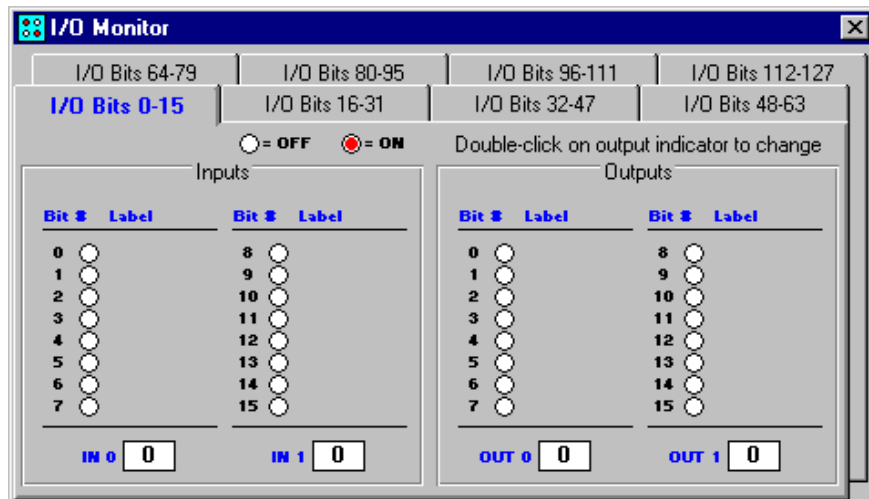 I/O Monitor
I/O Bits 64-79 I/O Bits 80-95 I/O Bits 96-111 I/O Bits 112-127
I/O Bits 0-15 I/O Bits 16-31 I/O Bits 32-47 I/O Bits 48-63
= OFF = ON Double-click on output indicator to change
Inputs Outputs
Bit # Label Bit # Label Bit # Label Bit # Label
0 8 0 8
1 9 1 9
2 10 2 10
3 11 3 11
4 12 4 12
5 13 5 13
6 14 6 14
7 15 7 15
IN 0 0 IN 1 0 OUT 0 0 OUT 1 0